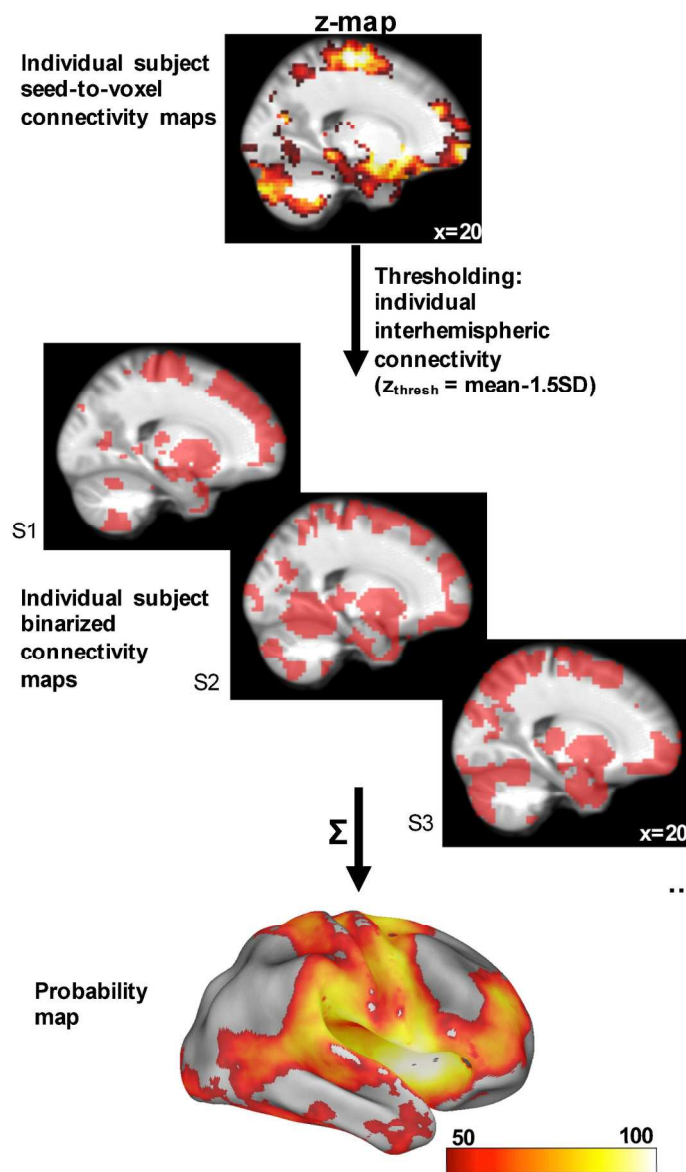 z-map
Individual subject
seed-to-voxel
connectivity maps
x=20
Thresholding:
individual
interhemispheric
connectivity
(zthresh = mean-1.5SD)
S1
Individual subject
binarized
connectivity
maps
S2
S3
x=20
..
Σ
Probability
map
50 100